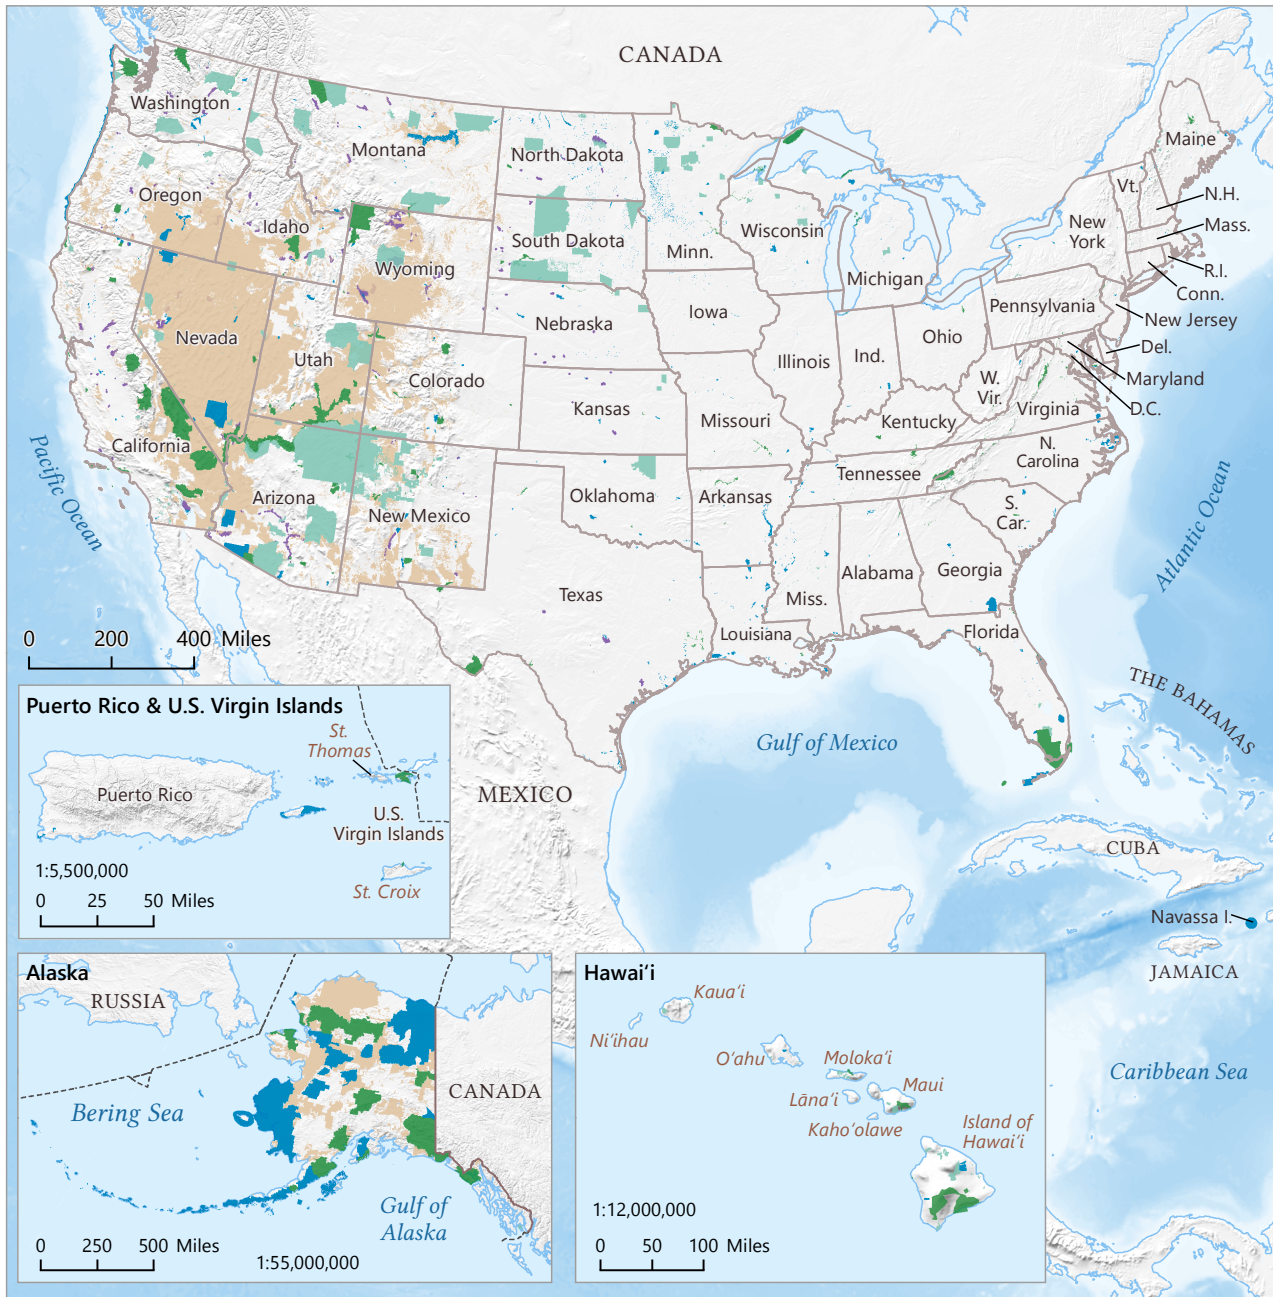 CANADA
Washington
Montana
North Dakota
Maine
Vt.
N.H.
Oregon
Idaho
South Dakota
Minn.
Wisconsin
New
York
Mass.
R.I.
Wyoming
Michigan
Conn.
Iowa
Pennsylvania
New Jersey
Nebraska
Nevada
Utah
Illinois
Ind.
Ohio
Del.
Colorado
W.
Vir.
Maryland
Kansas
Missouri
Kentucky
Virginia
D.C.
California
N.
Carolina
Pacific Ocean
Arizona
New Mexico
Oklahoma
Arkansas
Tennessee
S.
Car.
Atlantic Ocean
Texas
Miss.
Alabama
Georgia
Louisiana
Florida
0 200 400 Miles
THE BAHAMAS
Puerto Rico & U.S. Virgin Islands
St.
Thomas
Puerto Rico
U.S.
Virgin Islands
1:5,500,000
St. Croix
0 25 50 Miles
Gulf of Mexico
MEXICO
CUBA
Navassa I.
JAMAICA
Caribbean Sea
Alaska
RUSSIA
CANADA
Bering Sea
Gulf of
Alaska
0 250 500 Miles
1:55,000,000
Hawaiʻi
Kauaʻi
Niʻihau
Oʻahu
Molokaʻi
Lānaʻi
Maui
Kahoʻolawe
Island of
Hawaiʻi
1:12,000,000
0 50 100 Miles